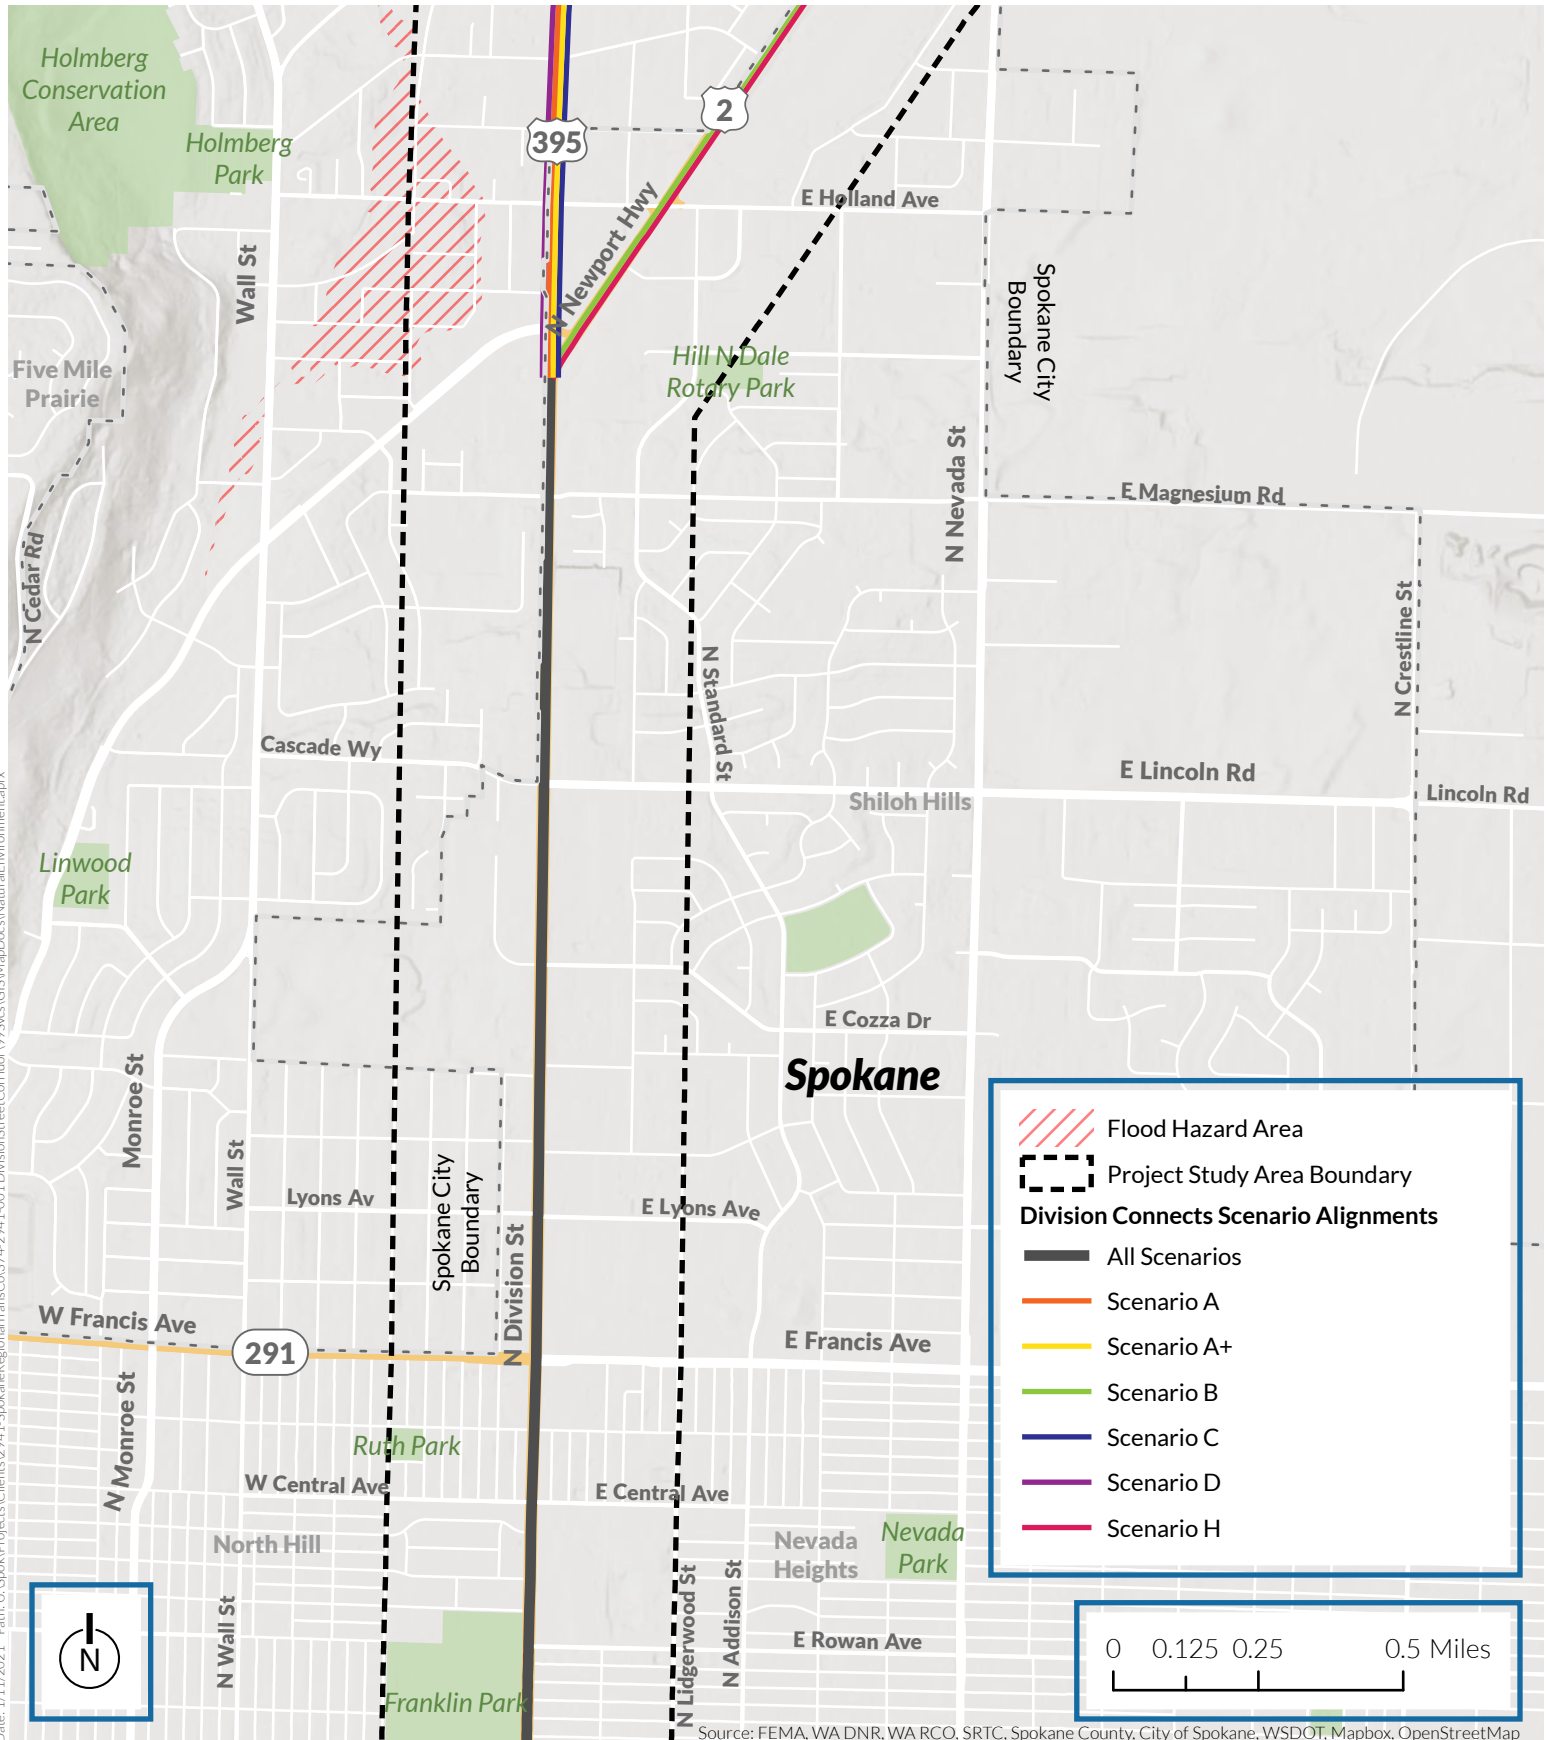 Holmberg
Conservation
Area
Holmberg
Park
395
2
E Holland Ave
N Newport Hwy
Wall St
Spokane City
Boundary
Five Mile
Prairie
Hill N Dale
Rotary Park
N Nevada St
E Magnesium Rd
N Cedar Rd
N Crestline St
N Standard St
Cascade Wy
E Lincoln Rd
Lincoln Rd
Shiloh Hills
Linwood
Park
E Cozza Dr
Spokane
Monroe St
Wall St
Lyons Av
Spokane City
Boundary
E Lyons Ave
N Division St
W Francis Ave
291
E Francis Ave
N Monroe St
Ruth Park
W Central Ave
E Central Ave
North Hill
Nevada
Heights
Nevada
Park
N Wall St
N Lidgerwood St
N Addison St
E Rowan Ave
Franklin Park
Flood Hazard Area
Project Study Area Boundary
Division Connects Scenario Alignments
All Scenarios
Scenario A
Scenario A+
Scenario B
Scenario C
Scenario D
Scenario H
N
0 0.125 0.25 0.5 Miles
Source: FEMA, WA DNR, WA RCO, SRTC, Spokane County, City of Spokane, WSDOT, Mapbox, OpenStreetMap